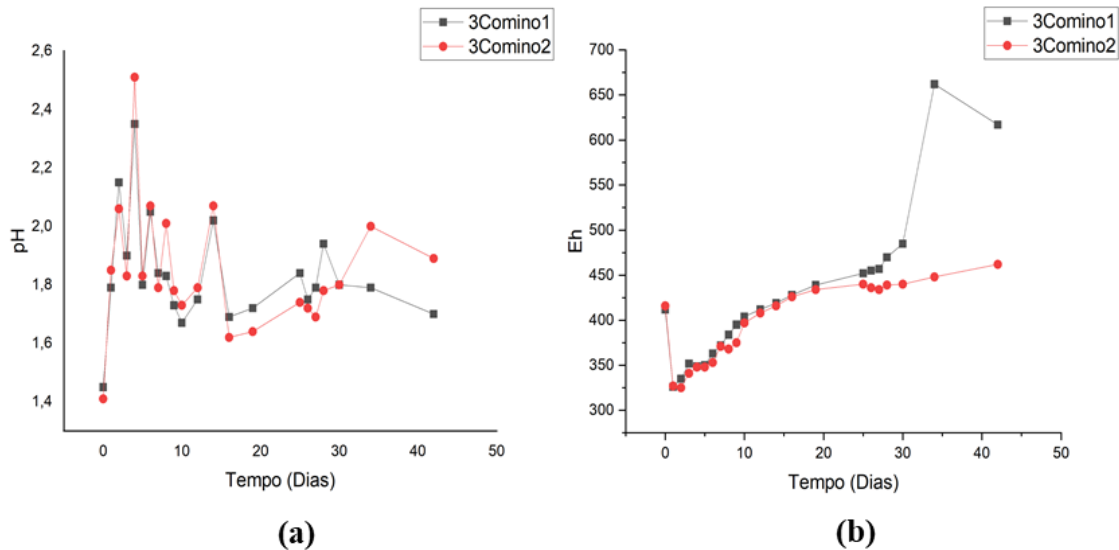 3Comino1
3Comino2
2,6
2,4
2,2
2,0
1,8
1,6
1,4
pH
0 10 20 30 40 50
Tempo (Dias)
(a)
3Comino1
3Comino2
700
650
600
550
500
450
400
350
300
Eh
0 10 20 30 40 50
Tempo (Dias)
(b)